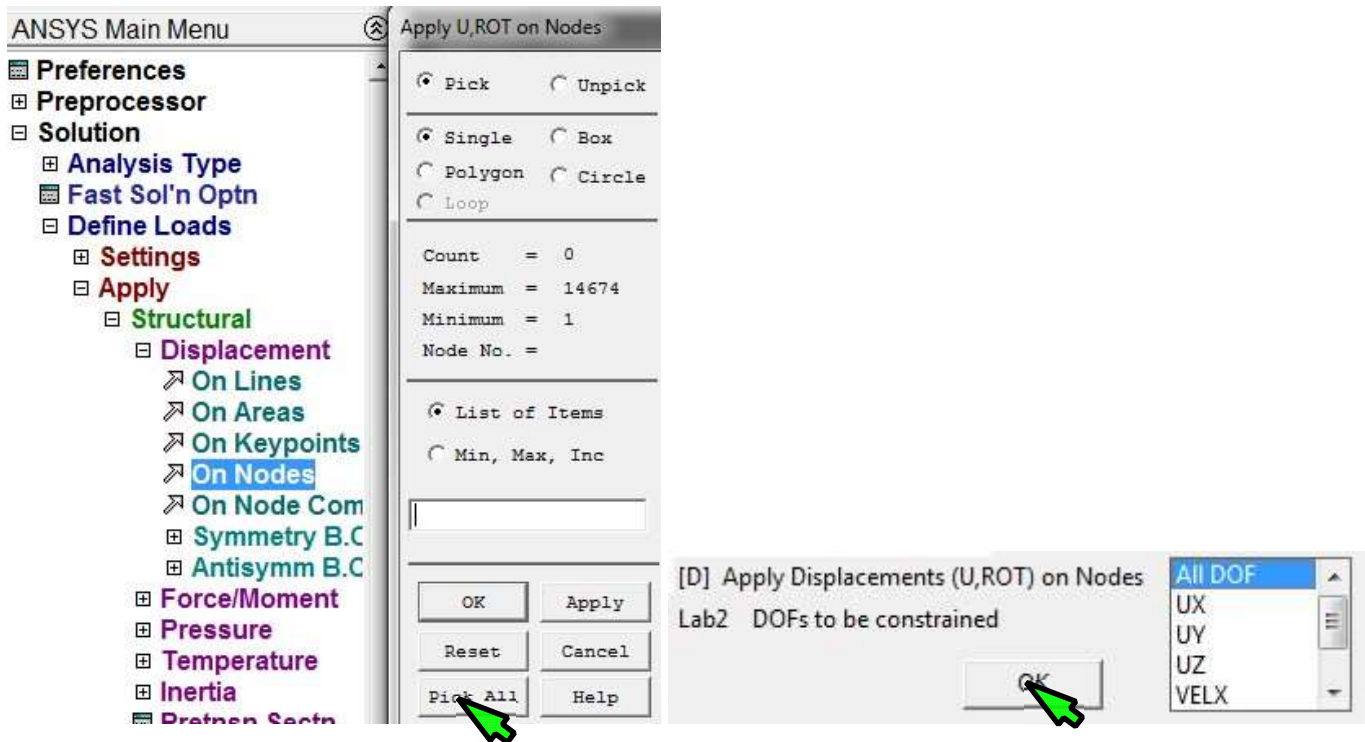 ANSYS Main Menu
Preferences
Preprocessor
Solution
Analysis Type
Fast Sol'n Optn
Define Loads
Settings
Apply
Structural
Displacement
On Lines
On Areas
On Keypoints
On Nodes
On Node Com
Symmetry B.C
Antisymm B.C
Force/Moment
Pressure
Temperature
Inertia
Pretnsn Sectn
Apply U,ROT on Nodes
Pick Unpick
Single Box
Polygon Circle
Loop
Count = 0
Maximum = 14674
Minimum = 1
Node No. =
List of Items
Min, Max, Inc
OK Apply
Reset Cancel
Pick All Help
[D] Apply Displacements (U,ROT) on Nodes
Lab2 DOFs to be constrained
All DOF
UX
UY
UZ
VELX
OK